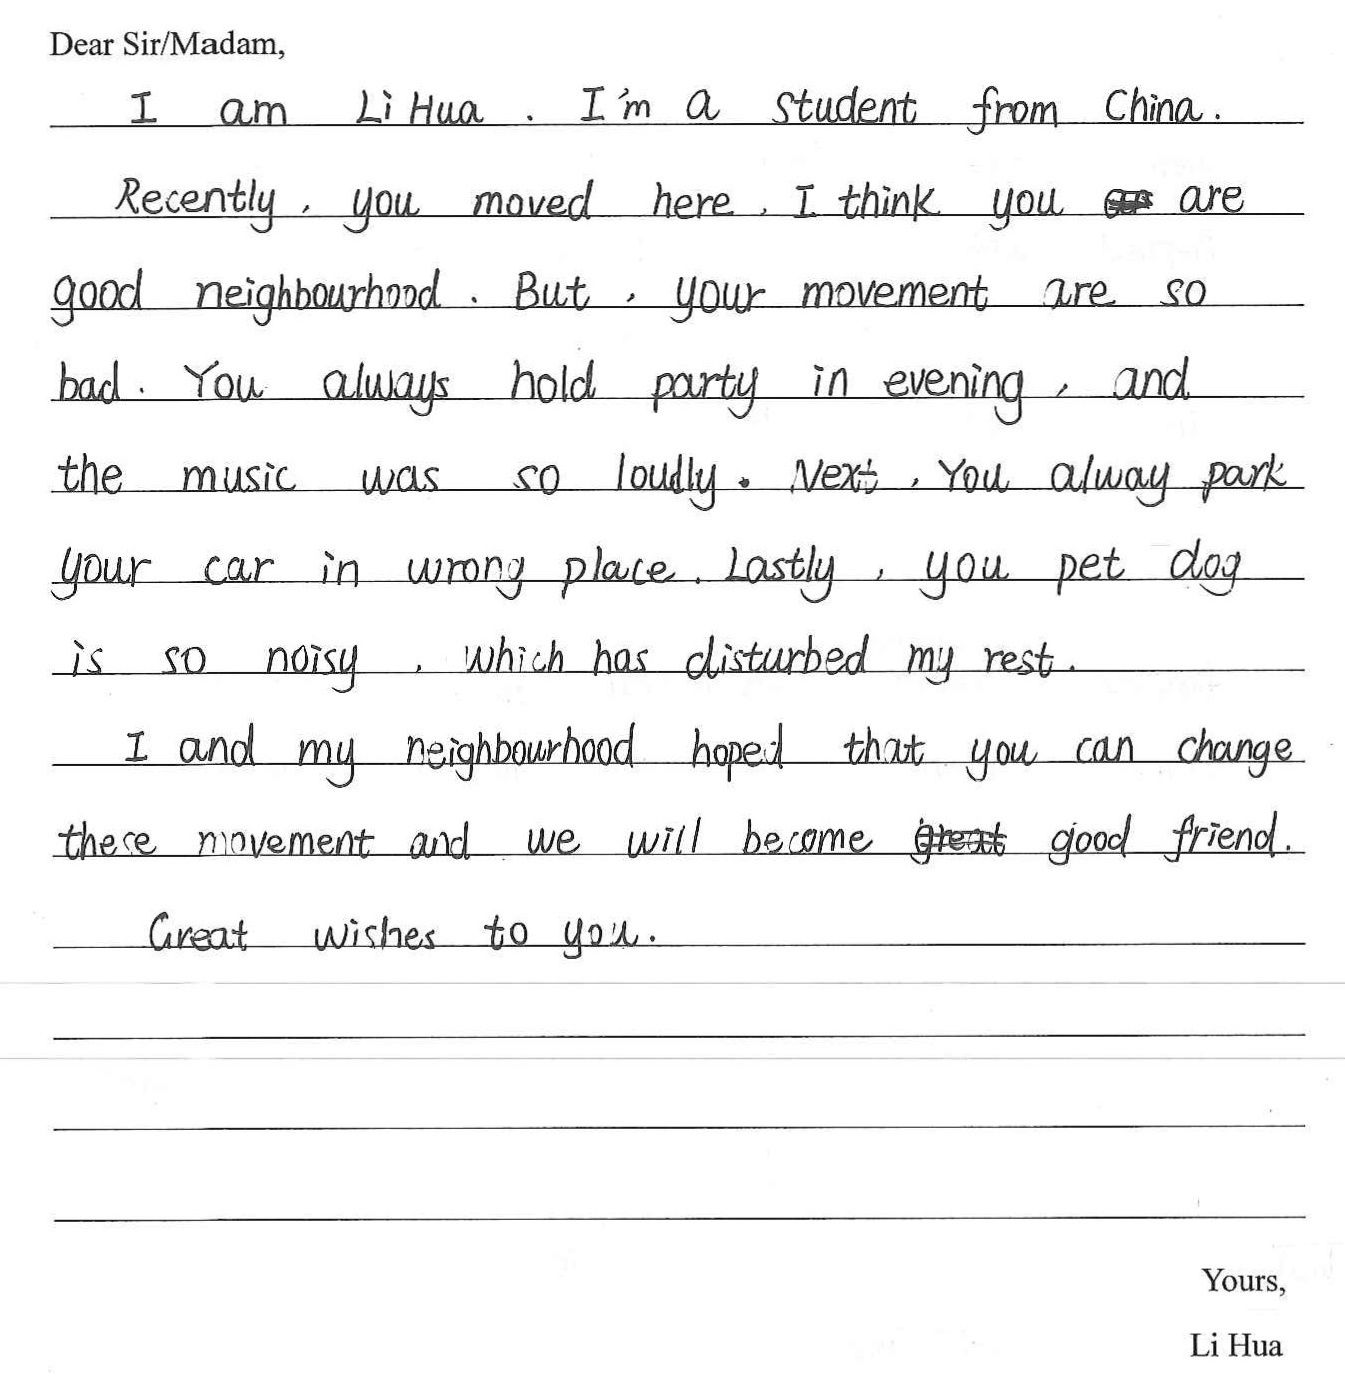 Dear Sir/Madam,
I am Li Hua. I'm a student from China.
Recently, you moved here. I think you are
good neighbourhood. But, your movement are so
bad. You always hold party in evening, and
the music was so loudly. Next, You alway park
your car in wrong place. Lastly, you pet dog
is so noisy, which has disturbed my rest.
I and my neighbourhood hoped that you can change
these movement and we will become great good friend.
Great wishes to you.
Yours,
Li Hua